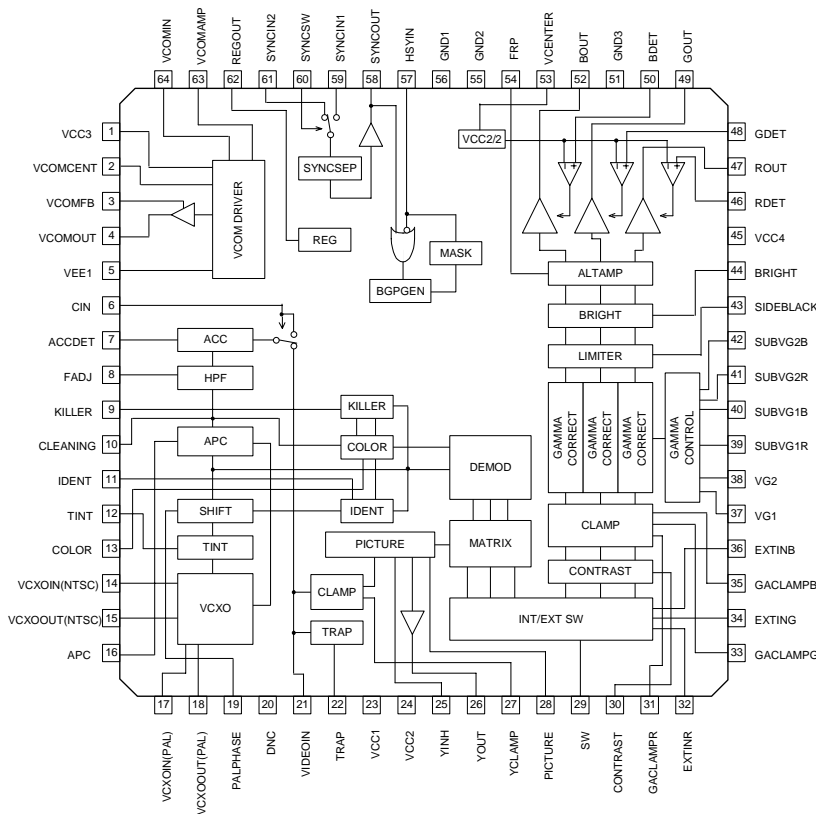 VCOMIN
VCOMAMP
REGOUT
SYNCIN2
SYNCSW
SYNCIN1
SYNCOUT
HSYIN
GND1
GND2
FRP
VCENTER
BOUT
GND3
BDET
GOUT
64 63 62 61 60 59 58 57 56 55 54 53 52 51 50 49
VCC3 1
VCOMCENT 2
VCOMFB 3
VCOMOUT 4
VEE1 5
CIN 6
ACCDET 7
FADJ 8
KILLER 9
CLEANING 10
IDENT 11
TINT 12
COLOR 13
VCXOIN(NTSC) 14
VCXOOUT(NTSC) 15
APC 16
VCOM DRIVER
REG
SYNCSEP
MASK
BGPGEN
VCC2/2
ALTAMP
BRIGHT
LIMITER
GAMMA CORRECT
GAMMA CORRECT
GAMMA CORRECT
GAMMA CONTROL
CLAMP
CONTRAST
INT/EXT SW
ACC
HPF
APC
SHIFT
TINT
VCXO
KILLER
COLOR
IDENT
DEMOD
PICTURE
MATRIX
CLAMP
TRAP
48 GDET
47 ROUT
46 RDET
45 VCC4
44 BRIGHT
43 SIDEBLACK
42 SUBVG2B
41 SUBVG2R
40 SUBVG1B
39 SUBVG1R
38 VG2
37 VG1
36 EXTINB
35 GACLAMPB
34 EXTING
33 GACLAMPG
17 18 19 20 21 22 23 24 25 26 27 28 29 30 31 32
VCXOIN(PAL)
VCXOOUT(PAL)
PALPHASE
DNC
VIDEOIN
TRAP
VCC1
VCC2
YINH
YOUT
YCLAMP
PICTURE
SW
CONTRAST
GACLAMPR
EXTINR